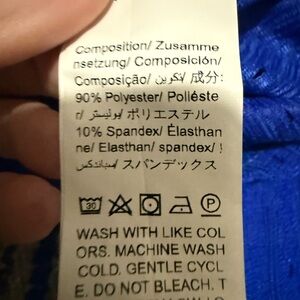 Composition/ Zusamme
nsetzung/ Composición/
Composição/ تكوين/ 成分:
90% Polyester/ Poliéste
r/ بوليستر/ ポリエステル
10% Spandex/ Élasthan
ne/ Elasthan/ spandex/
سباندكس/ スパンデックス
30 P
WASH WITH LIKE COL
ORS. MACHINE WASH
COLD. GENTLE CYCL
E. DO NOT BLEACH. T